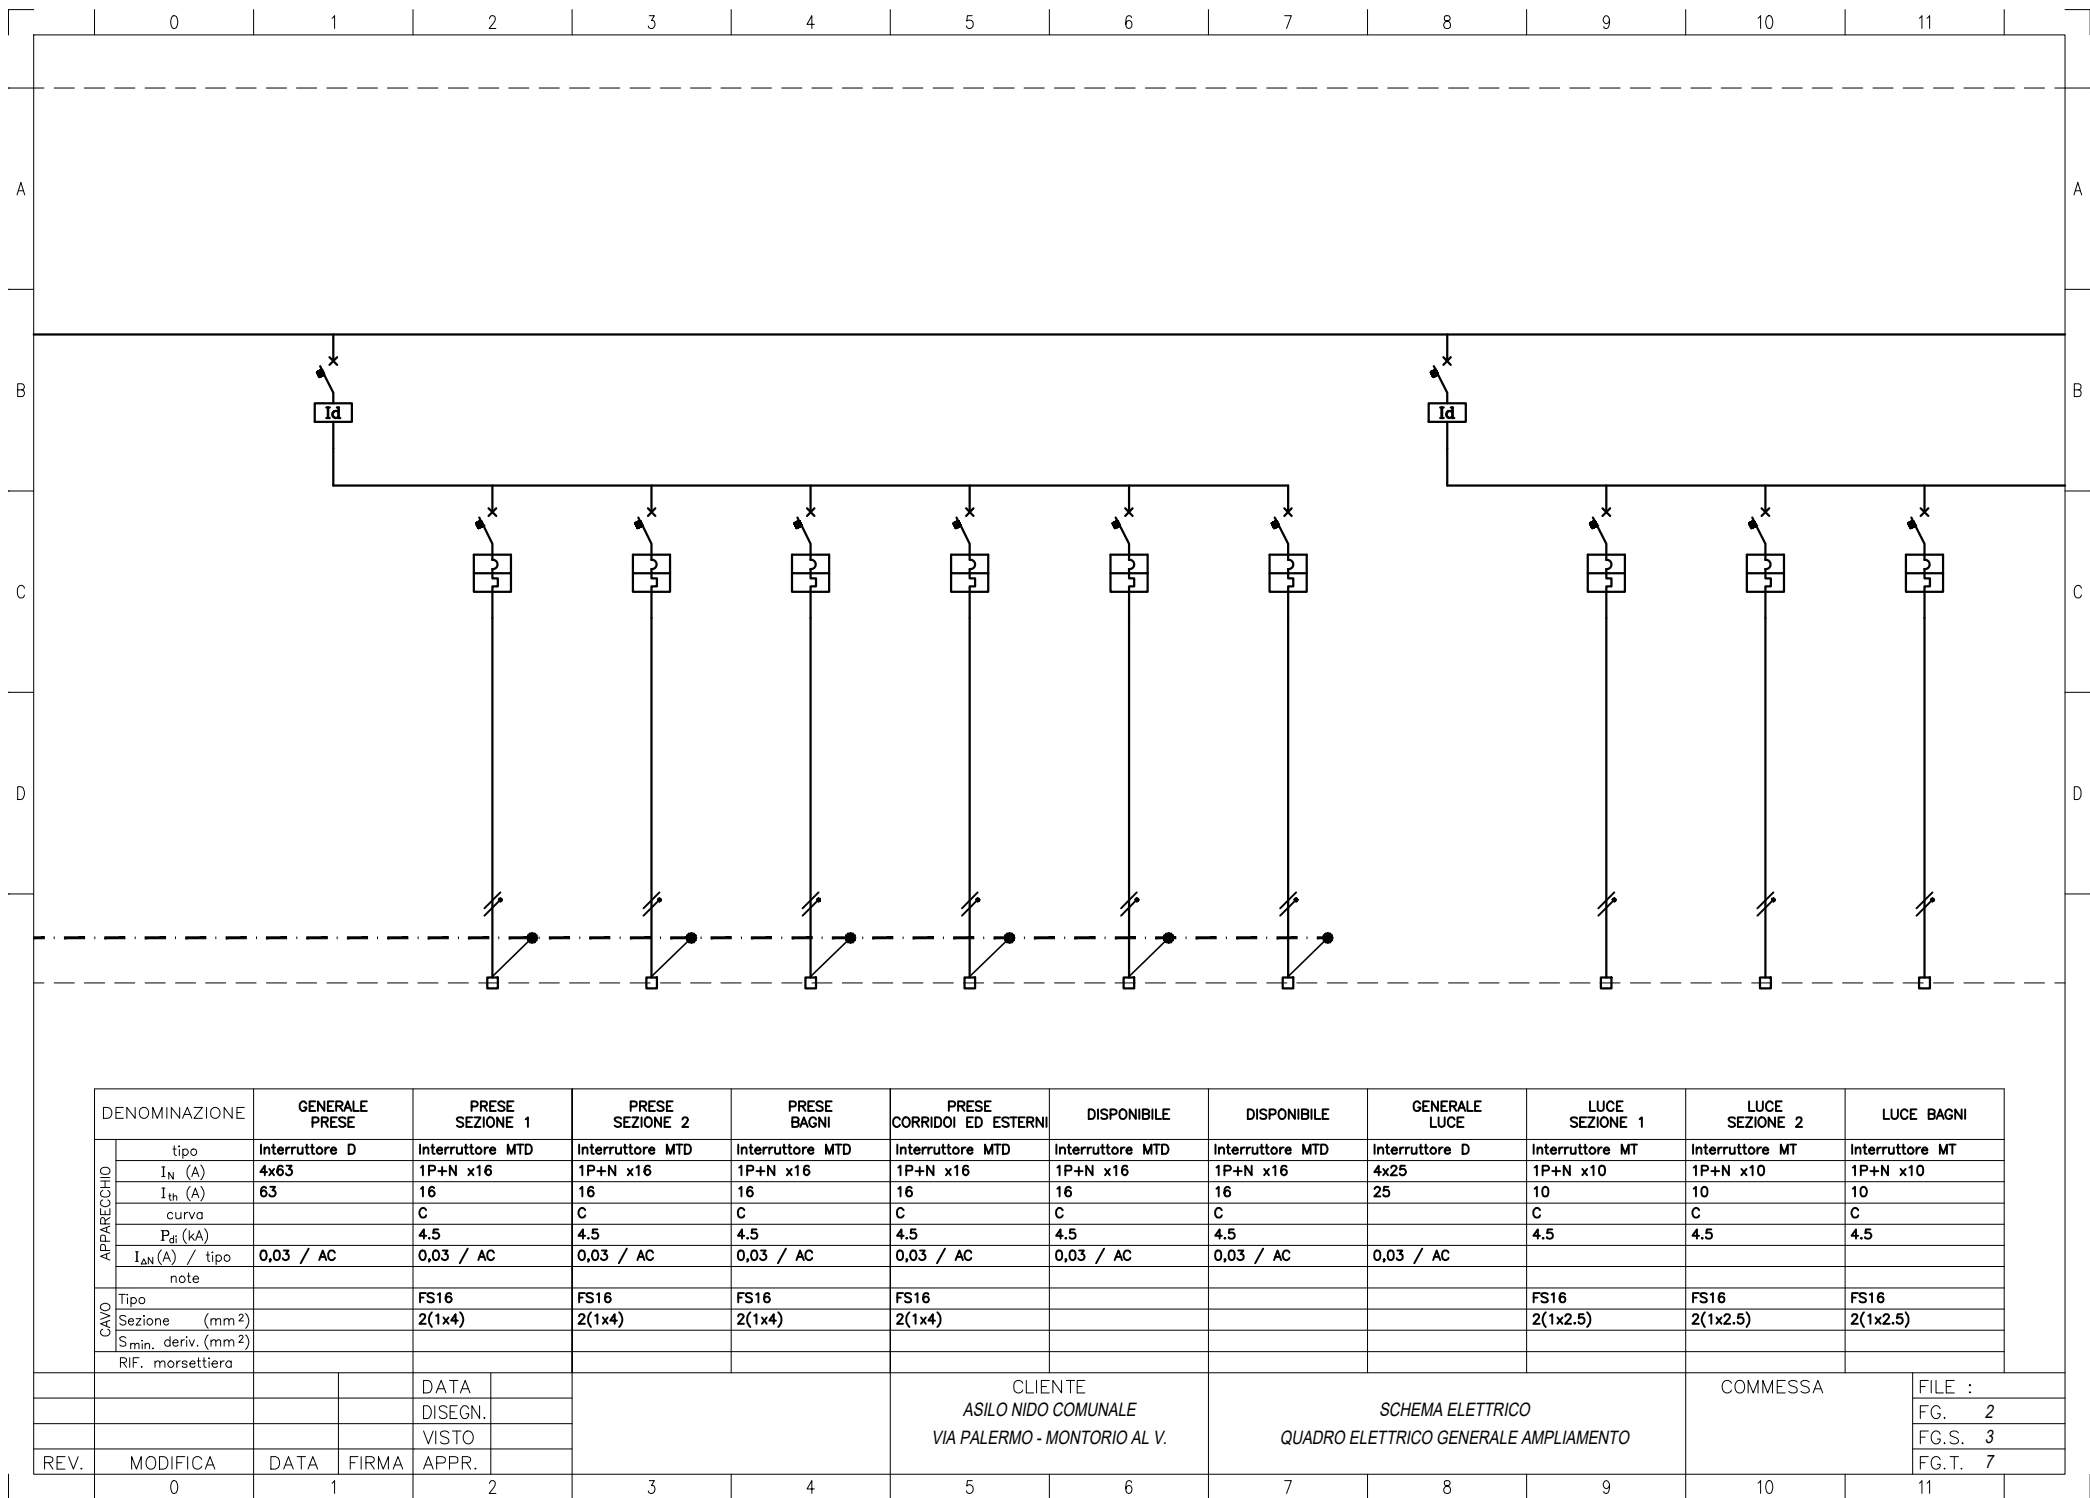 0 1 2 3 4 5 6 7 8 9 10 11
A A
B B
Id Id
C C
D D
DENOMINAZIONE GENERALE PRESE PRESE SEZIONE 1 PRESE SEZIONE 2 PRESE BAGNI PRESE CORRIDOI ED ESTERNI DISPONIBILE DISPONIBILE GENERALE LUCE LUCE SEZIONE 1 LUCE SEZIONE 2 LUCE BAGNI
APPARECCHIO
tipo Interruttore D Interruttore MTD Interruttore MTD Interruttore MTD Interruttore MTD Interruttore MTD Interruttore MTD Interruttore D Interruttore MT Interruttore MT Interruttore MT
IN (A) 4x63 1P+N x16 1P+N x16 1P+N x16 1P+N x16 1P+N x16 1P+N x16 4x25 1P+N x10 1P+N x10 1P+N x10
Ith (A) 63 16 16 16 16 16 16 25 10 10 10
curva C C C C C C C C C
Pdi (kA) 4.5 4.5 4.5 4.5 4.5 4.5 4.5 4.5 4.5
IΔN(A) / tipo 0,03 / AC 0,03 / AC 0,03 / AC 0,03 / AC 0,03 / AC 0,03 / AC 0,03 / AC 0,03 / AC
note
CAVO
Tipo FS16 FS16 FS16 FS16 FS16 FS16 FS16
Sezione (mm²) 2(1x4) 2(1x4) 2(1x4) 2(1x4) 2(1x2.5) 2(1x2.5) 2(1x2.5)
Smin. deriv. (mm²)
RIF. morsettiera
DATA CLIENTE COMMESSA FILE :
DISEGN. ASILO NIDO COMUNALE SCHEMA ELETTRICO FG. 2
VISTO VIA PALERMO - MONTORIO AL V. QUADRO ELETTRICO GENERALE AMPLIAMENTO FG.S. 3
REV. MODIFICA DATA FIRMA APPR. FG.T. 7
0 1 2 3 4 5 6 7 8 9 10 11